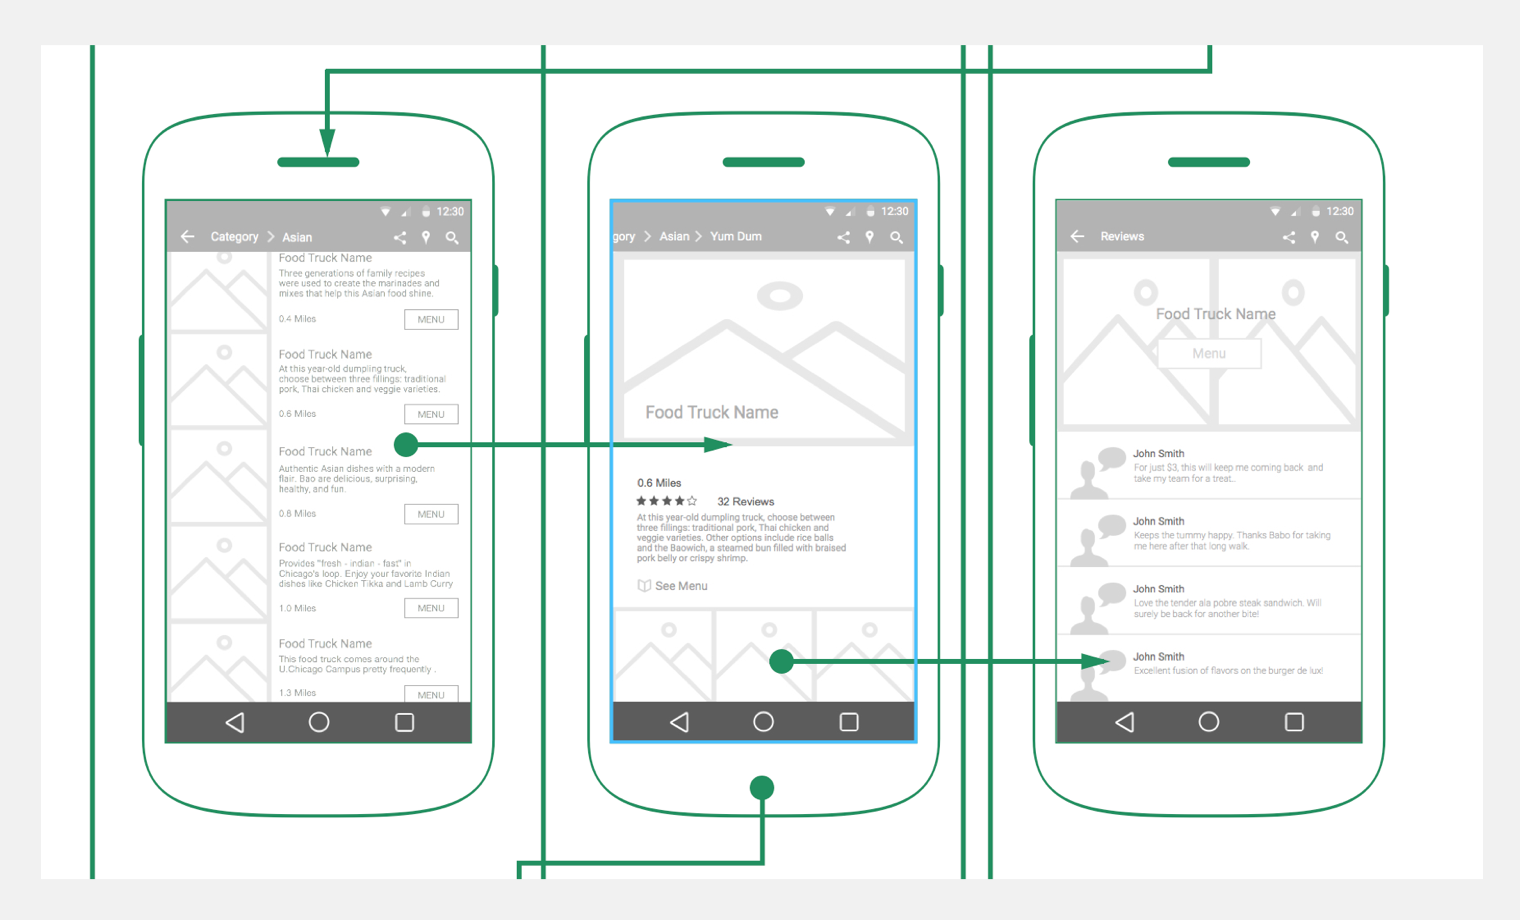 12:30
Category > Asian
Food Truck Name
Three generations of family recipes
were used to create the marinades and
mixes that help this Asian food shine.
0.4 Miles
MENU
Food Truck Name
At this year-old dumpling truck,
choose between three fillings: traditional
pork, Thai chicken and veggie varieties.
0.6 Miles
MENU
Food Truck Name
Authentic Asian dishes with a modern
flair. Bao are delicious, surprising,
healthy, and fun.
0.8 Miles
MENU
Food Truck Name
Provides "fresh - indian - fast" in
Chicago's loop. Enjoy your favorite Indian
dishes like Chicken Tikka and Lamb Curry
1.0 Miles
MENU
Food Truck Name
This food truck comes around the
U.Chicago Campus pretty frequently .
1.3 Miles
MENU
12:30
gory > Asian > Yum Dum
Food Truck Name
0.6 Miles
32 Reviews
At this year-old dumpling truck, choose between
three fillings: traditional pork, Thai chicken and
veggie varieties. Other options include rice balls
and the Baowich, a steamed bun filled with braised
pork belly or crispy shrimp.
See Menu
12:30
Reviews
Food Truck Name
Menu
John Smith
For just $3, this will keep me coming back and
take my team for a treat..
John Smith
Keeps the tummy happy. Thanks Babo for taking
me here after that long walk.
John Smith
Love the tender ala pobre steak sandwich. Will
surely be back for another bite!
John Smith
Excellent fusion of flavors on the burger de lux!